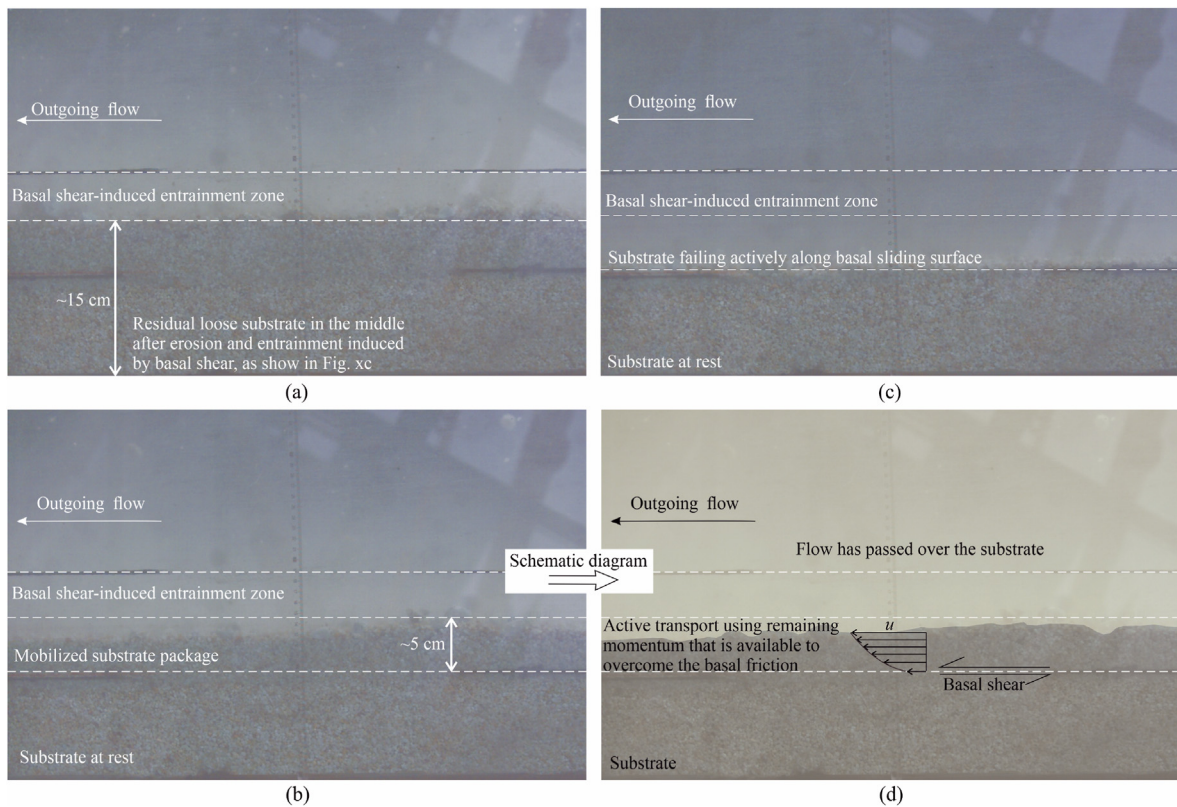 Outgoing flow
Basal shear-induced entrainment zone
~15 cm
Residual loose substrate in the middle
after erosion and entrainment induced
by basal shear, as show in Fig. xc
(a)
Outgoing flow
Basal shear-induced entrainment zone
Substrate failing actively along basal sliding surface
Substrate at rest
(c)
Outgoing flow
Basal shear-induced entrainment zone
~5 cm
Mobilized substrate package
Substrate at rest
(b)
Schematic diagram
Outgoing flow
Flow has passed over the substrate
Active transport using remaining
momentum that is available to
overcome the basal friction
u
Basal shear
Substrate
(d)